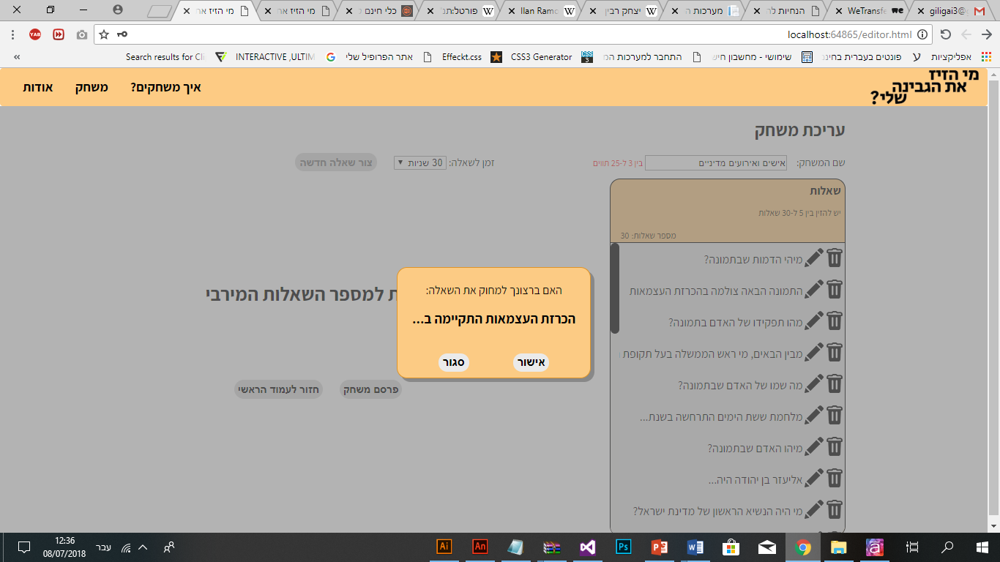 giligai3@
WeTransfe
הנחיות לה
מערכות ה
יצחק רבין
Ilan Ramo
פורטל:תנ
כלי חינם נ
מי הזיז את
מי הזיז את
localhost:64865/editor.html
אפליקציות
פונטים בעברית בחינם
שימושי - מחשבון חיש
התחבר למערכות המ
CSS3 Generator
Effeckt.css
אתר הפרופיל שלי
INTERACTIVE ,ULTIM
Search results for Cli
מי הזיז
את הגבינה
שלי?
איך משחקים?
משחק
אודות
עריכת משחק
שם המשחק:
אישים ואירועים מדיניים
בין 3 ל-25 תווים
זמן לשאלה:
30 שניות
צור שאלה חדשה
שאלות
יש להזין בין 5 ל-30 שאלות
מספר שאלות: 30
מיהי הדמות שבתמונה?
התמונה הבאה צולמה בהכרזת העצמאות
מהו תפקידו של האדם בתמונה?
מבין הבאים, מי ראש הממשלה בעל תקופת
מה שמו של האדם שבתמונה?
מלחמת ששת הימים התרחשה בשנת...
מיהו האדם שבתמונה?
אליעזר בן יהודה היה...
מי היה הנשיא הראשון של מדינת ישראל?
למספר השאלות המירבי
האם ברצונך למחוק את השאלה:
הכרזת העצמאות התקיימה ב...
אישור
סגור
פרסם משחק
חזור לעמוד הראשי
עבר
12:36
08/07/2018